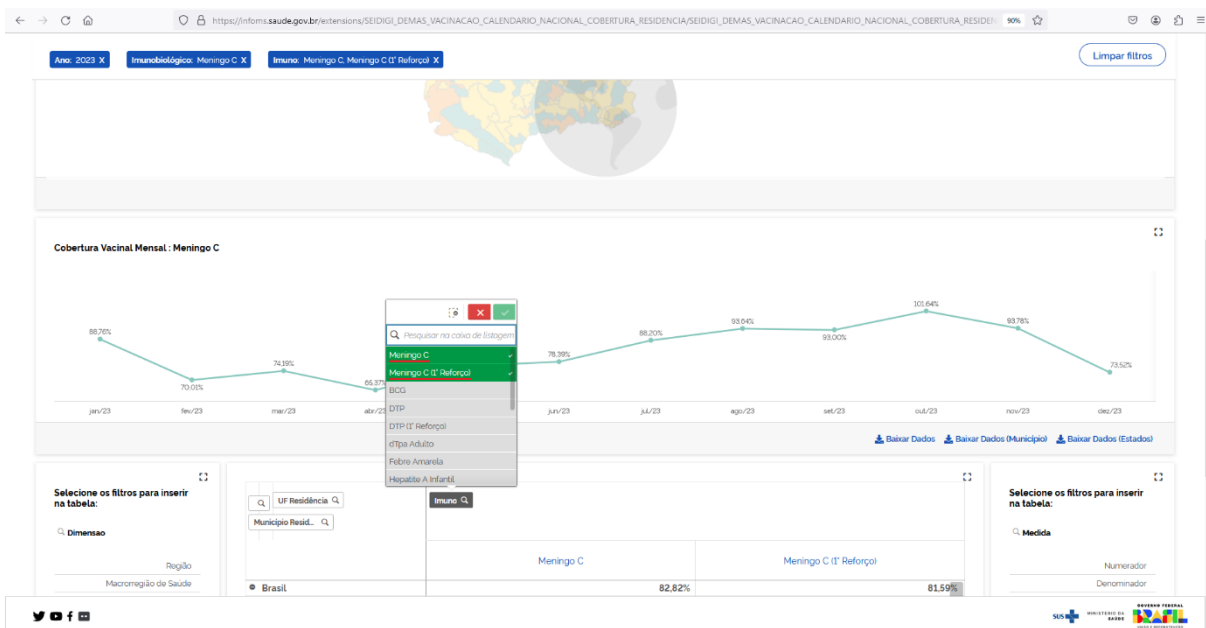 https://infoms.saude.gov.br/extensions/SEIDIGI_DEMAS_VACINACAO_CALENDARIO_NACIONAL_COBERTURA_RESIDENCIA/SEIDIGI_DEMAS_VACINACAO_CALENDARIO_NACIONAL_COBERTURA_RESIDEN 90%
Ano: 2023 X Imunobiológico: Meningo C X Imuno: Meningo C, Meningo C (1° Reforço) X Limpar filtros
Cobertura Vacinal Mensal : Meningo C
101,64%
93,64% 93,78%
88,76% 88,20% 93,00%
Pesquisar na caixa de listagem
Meningo C
78,39%
74,19% 73,52%
Meningo C (1° Reforço)
70,01% 65,37%
BCG
jan/23 fev/23 mar/23 abr/23 DTP jun/23 jul/23 ago/23 set/23 out/23 nov/23 dez/23
DTP (1° Reforço)
dTpa Adulto Baixar Dados Baixar Dados (Município) Baixar Dados (Estados)
Febre Amarela
Hepatite A Infantil
Selecione os filtros para inserir na tabela:
Dimensao
Região
Macrorregião de Saúde
UF Residência
Município Resid...
Imuno
Meningo C Meningo C (1° Reforço)
Brasil 82,82% 81,59%
Selecione os filtros para inserir
na tabela:
Medida
Numerador
Denominador
SUS MINISTÉRIO DA SAÚDE GOVERNO FEDERAL BRASIL UNIÃO E RECONSTRUÇÃO